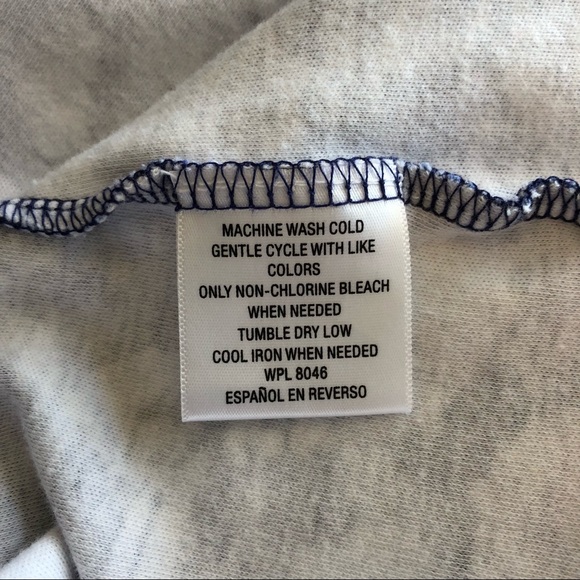 MACHINE WASH COLD
GENTLE CYCLE WITH LIKE
COLORS
ONLY NON-CHLORINE BLEACH
WHEN NEEDED
TUMBLE DRY LOW
COOL IRON WHEN NEEDED
WPL 8046
ESPAÑOL EN REVERSO